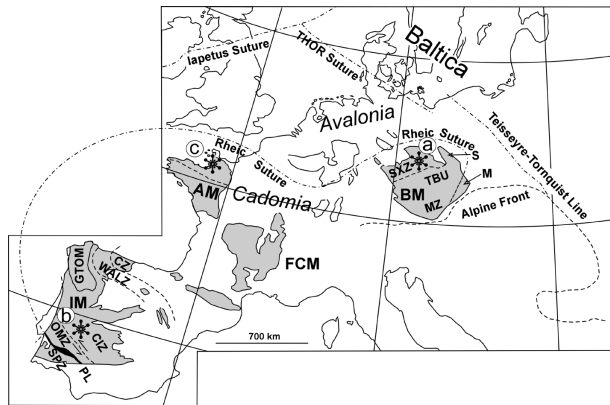 Baltica
THOR Suture
Iapetus Suture
Avalonia
Teisseyre-Tornquist Line
Rheic Suture
a
c
Rheic
Suture
S
SXZ
TBU
M
BM
MZ
AM
Cadomia
Alpine Front
CZ
WALZ
GTOM
FCM
IM
b
OMZ
CIZ
SPZ
PL
700 km